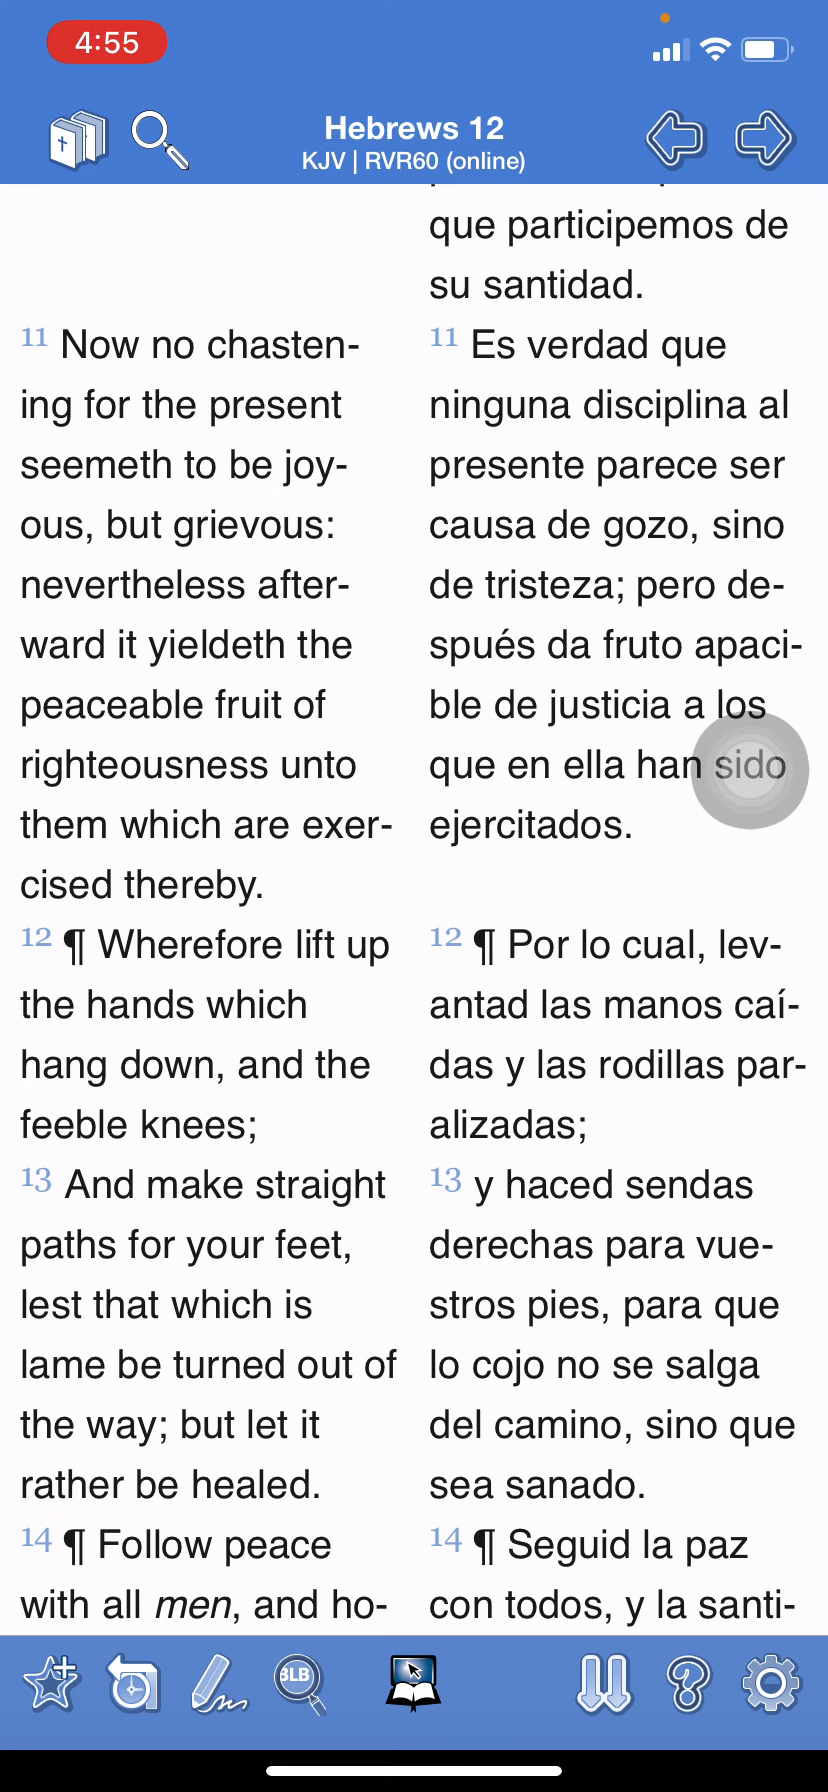 4:55
Hebrews 12
KJV | RVR60 (online)
que participemos de
su santidad.
11 Now no chasten-
ing for the present
seemeth to be joy-
ous, but grievous:
nevertheless after-
ward it yieldeth the
peaceable fruit of
righteousness unto
them which are exer-
cised thereby.
12 ¶ Wherefore lift up
the hands which
hang down, and the
feeble knees;
13 And make straight
paths for your feet,
lest that which is
lame be turned out of
the way; but let it
rather be healed.
14 ¶ Follow peace
with all men, and ho-
11 Es verdad que
ninguna disciplina al
presente parece ser
causa de gozo, sino
de tristeza; pero de-
spués da fruto apaci-
ble de justicia a los
que en ella han sido
ejercitados.
12 ¶ Por lo cual, lev-
antad las manos caí-
das y las rodillas par-
alizadas;
13 y haced sendas
derechas para vue-
stros pies, para que
lo cojo no se salga
del camino, sino que
sea sanado.
14 ¶ Seguid la paz
con todos, y la santi-
BLB